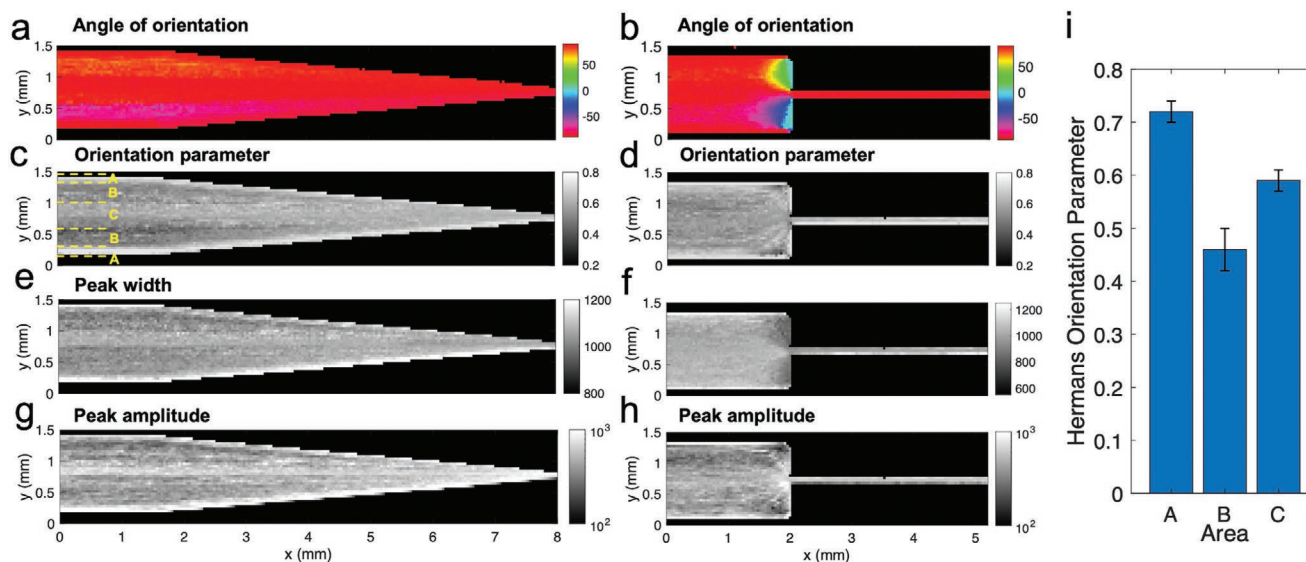 a Angle of orientation
1.5
1
0.5
0
y (mm)
50
0
-50
b Angle of orientation
1.5
1
0.5
0
y (mm)
50
0
-50
c Orientation parameter
1.5
1
0.5
0
y (mm)
A
B
C
B
A
0.8
0.6
0.4
0.2
d Orientation parameter
1.5
1
0.5
0
y (mm)
0.8
0.6
0.4
0.2
e Peak width
1.5
1
0.5
0
y (mm)
1200
1000
800
f
1.5
1
0.5
0
y (mm)
1200
1000
800
600
g Peak amplitude
1.5
1
0.5
0
y (mm)
10³
10²
0 1 2 3 4 5 6 7 8
x (mm)
h Peak amplitude
1.5
1
0.5
0
y (mm)
10³
10²
0 1 2 3 4 5
x (mm)
i
Hermans Orientation Parameter
0.8
0.7
0.6
0.5
0.4
0.3
0.2
0.1
0
A B C
Area